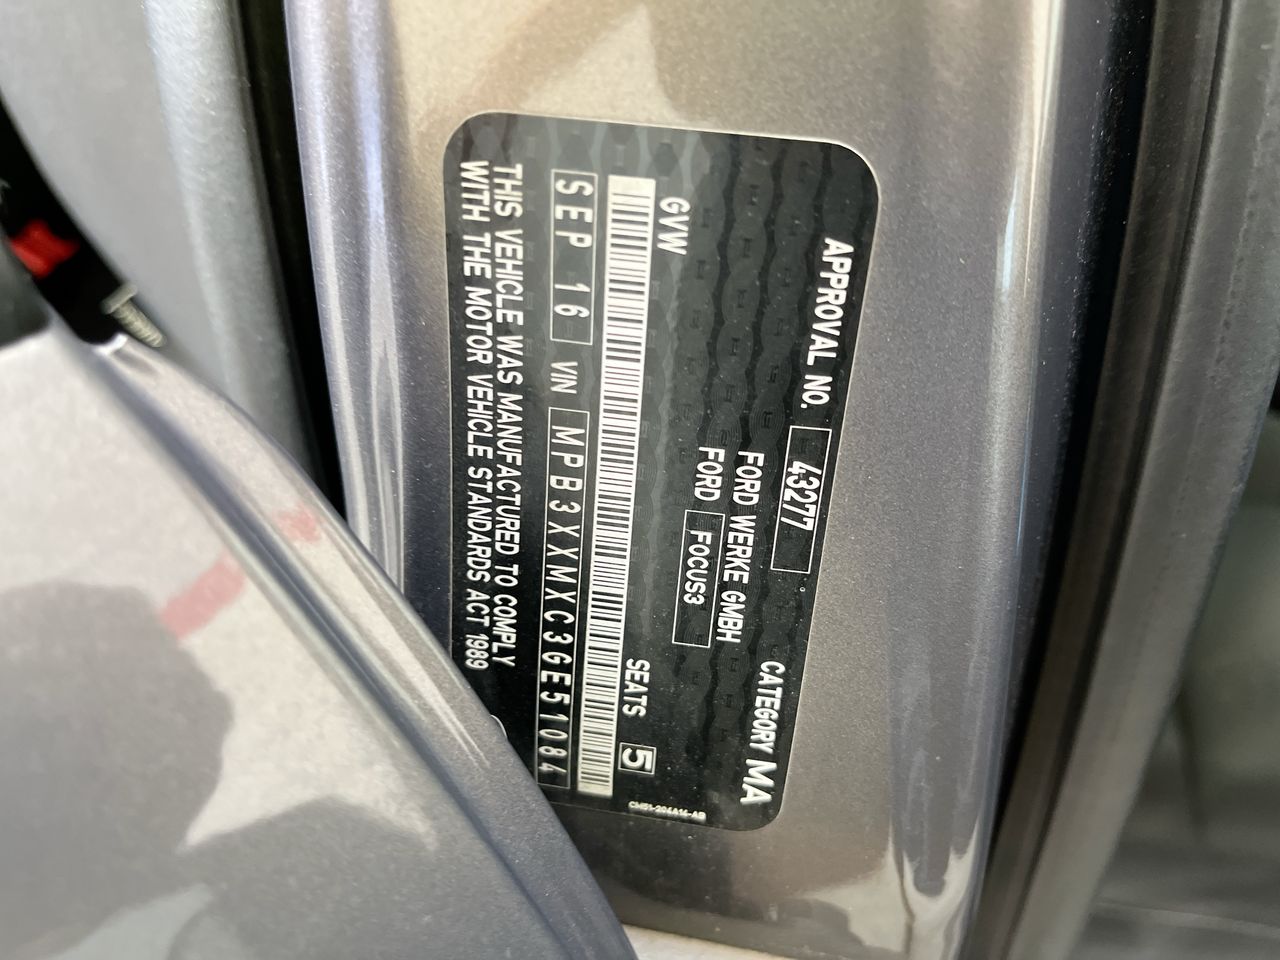 APPROVAL NO. 43277 CATEGORY MA
FORD WERKE GMBH
FORD FOCUS3
GVW SEATS 5
SEP 16 VIN MPB3XXMXC3GE51084
THIS VEHICLE WAS MANUFACTURED TO COMPLY
WITH THE MOTOR VEHICLE STANDARDS ACT 1989